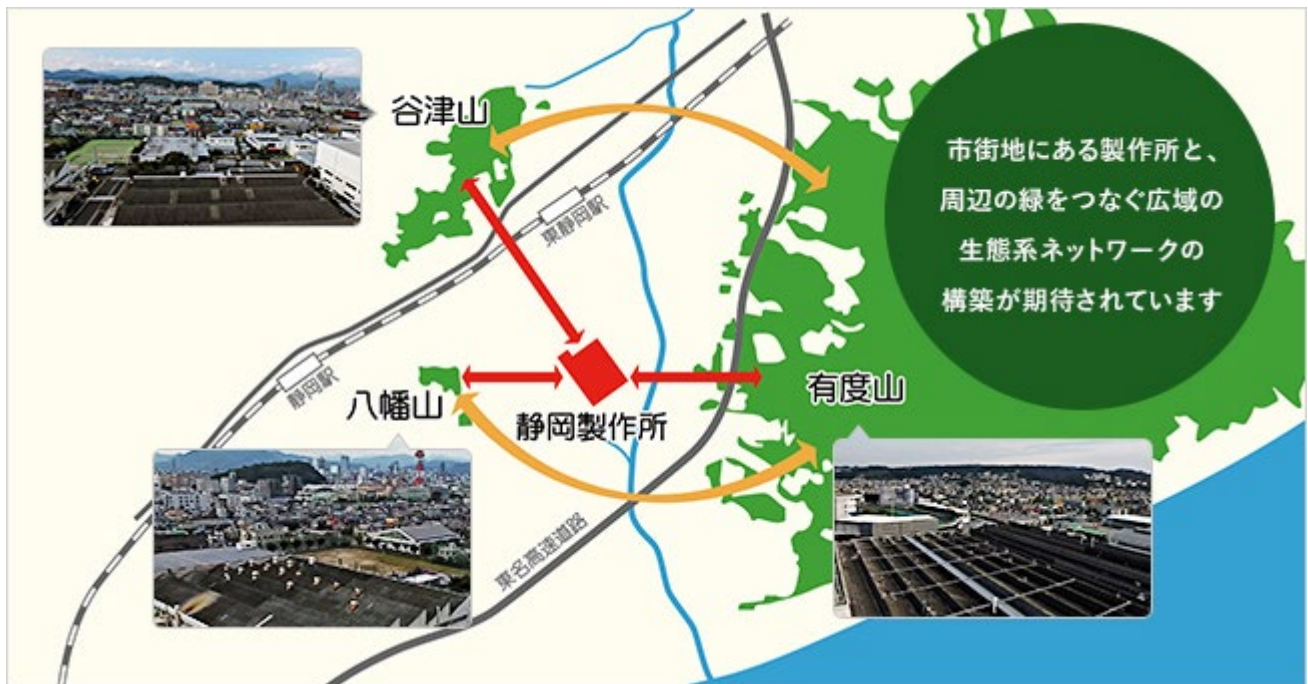 谷津山
市街地にある製作所と、
周辺の緑をつなぐ広域の
生態系ネットワークの
構築が期待されています
東静岡駅
静岡駅
八幡山
静岡製作所
有度山
東名高速道路